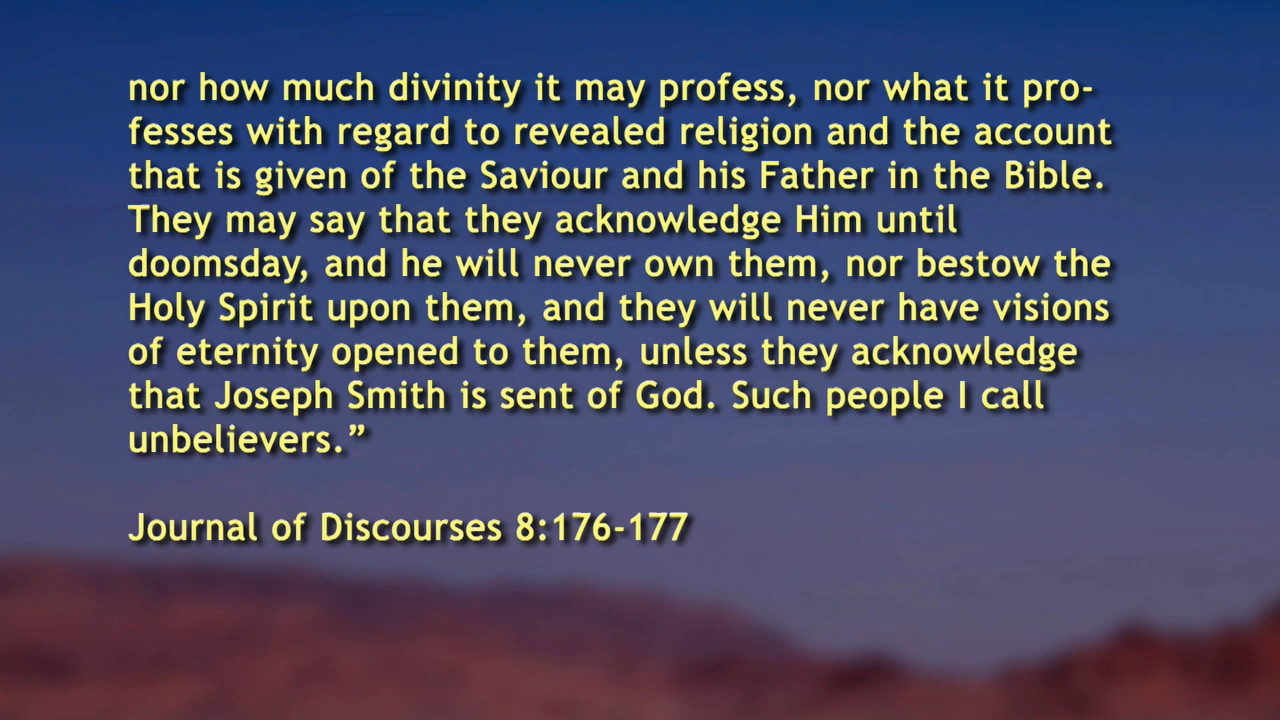 nor how much divinity it may profess, nor what it pro-
fesses with regard to revealed religion and the account
that is given of the Saviour and his Father in the Bible.
They may say that they acknowledge Him until
doomsday, and he will never own them, nor bestow the
Holy Spirit upon them, and they will never have visions
of eternity opened to them, unless they acknowledge
that Joseph Smith is sent of God. Such people I call
unbelievers.”
Journal of Discourses 8:176-177